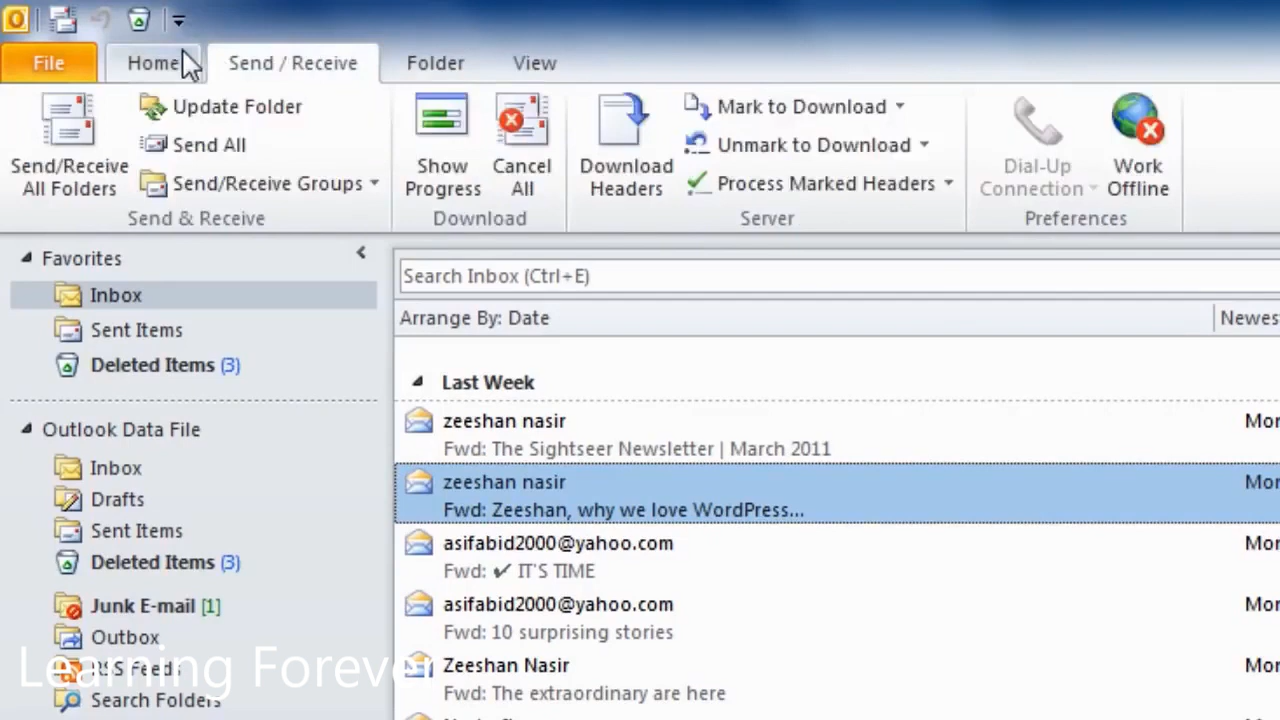 File Home Send / Receive Folder View
Update Folder
Send All
Send/Receive Groups
Send/Receive
All Folders
Send & Receive
Show
Progress
Cancel
All
Download
Download
Headers
Mark to Download
Unmark to Download
Process Marked Headers
Server
Dial-Up
Connection
Work
Offline
Preferences
Favorites
Inbox
Sent Items
Deleted Items (3)
Outlook Data File
Inbox
Drafts
Sent Items
Deleted Items (3)
Junk E-mail [1]
Outbox
RSS Feeds
Search Folders
Learning Forever
Search Inbox (Ctrl+E)
Arrange By: Date
Last Week
zeeshan nasir
Fwd: The Sightseer Newsletter | March 2011
zeeshan nasir
Fwd: Zeeshan, why we love WordPress...
asifabid2000@yahoo.com
Fwd: ✔ IT'S TIME
asifabid2000@yahoo.com
Fwd: 10 surprising stories
Zeeshan Nasir
Fwd: The extraordinary are here